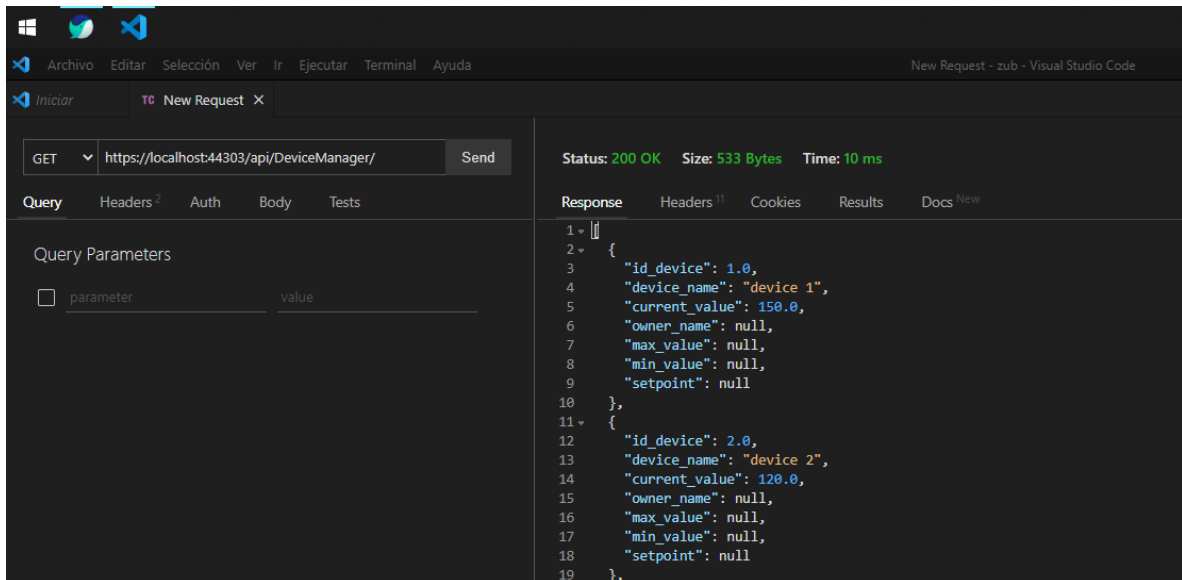 Archivo Editar Selección Ver Ir Ejecutar Terminal Ayuda New Request - zub - Visual Studio Code
Iniciar TC New Request
GET https://localhost:44303/api/DeviceManager/ Send
Query Headers 2 Auth Body Tests
Query Parameters
parameter value
Status: 200 OK Size: 533 Bytes Time: 10 ms
Response Headers 11 Cookies Results Docs New
1 [
2 {
3 "id_device": 1.0,
4 "device_name": "device 1",
5 "current_value": 150.0,
6 "owner_name": null,
7 "max_value": null,
8 "min_value": null,
9 "setpoint": null
10 },
11 {
12 "id_device": 2.0,
13 "device_name": "device 2",
14 "current_value": 120.0,
15 "owner_name": null,
16 "max_value": null,
17 "min_value": null,
18 "setpoint": null
19 },